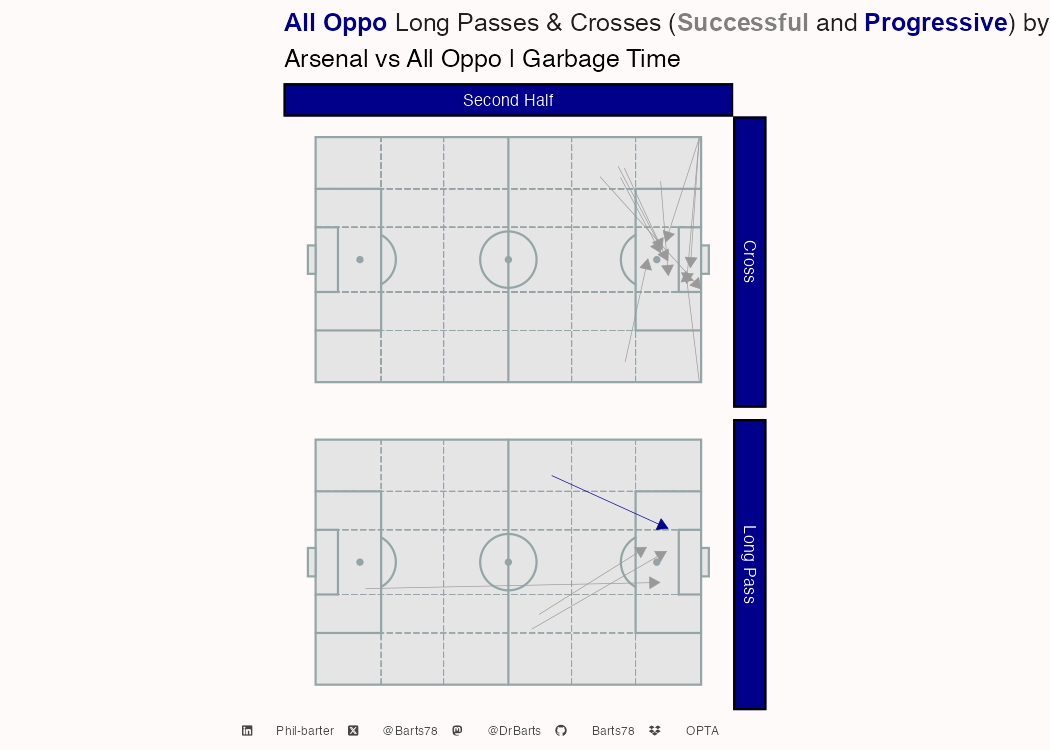 All Oppo Long Passes & Crosses (Successful and Progressive) by
Arsenal vs All Oppo | Garbage Time
Second Half
Cross
Long Pass
Phil-barter @Barts78 @DrBarts Barts78 OPTA